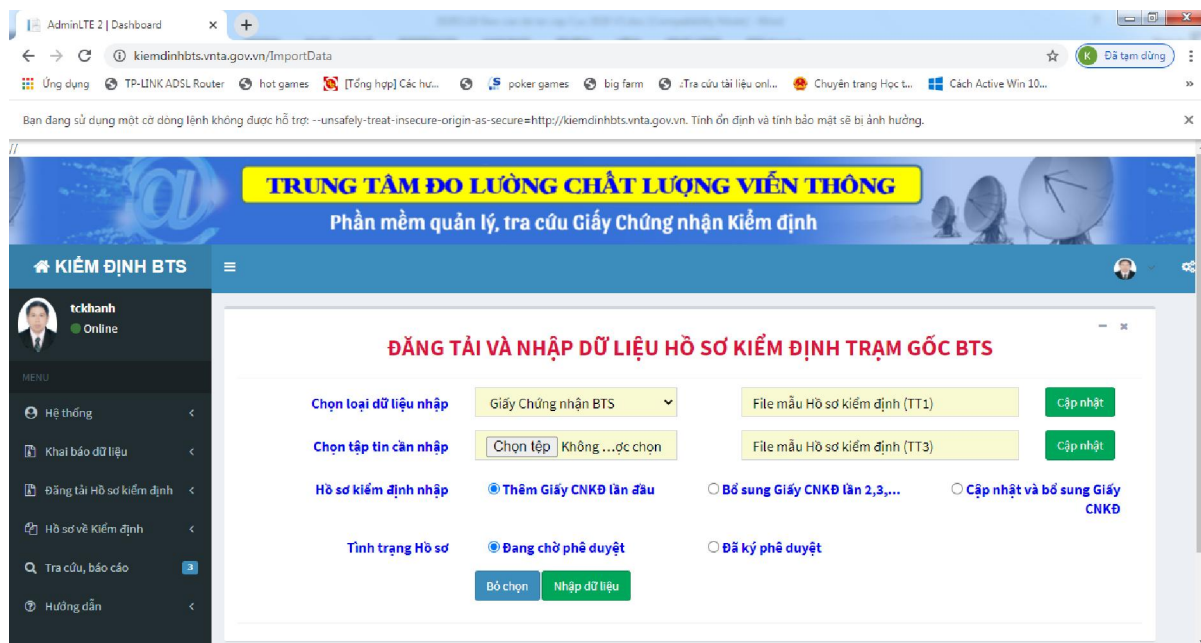 AdminLTE 2 | Dashboard
kiemdinhbts.vnta.gov.vn/ImportData
K Đã tạm dừng
Ứng dụng TP-LINK ADSL Router hot games [Tổng hợp] Các hư... poker games big farm :Tra cứu tài liệu onl... Chuyên trang Học t... Cách Active Win 10... »
Bạn đang sử dụng một cờ dòng lệnh không được hỗ trợ: --unsafely-treat-insecure-origin-as-secure=http://kiemdinhbts.vnta.gov.vn. Tính ổn định và tính bảo mật sẽ bị ảnh hưởng.
//
TRUNG TÂM ĐO LƯỜNG CHẤT LƯỢNG VIỄN THÔNG
Phần mềm quản lý, tra cứu Giấy Chứng nhận Kiểm định
KIỂM ĐỊNH BTS
tckhanh
Online
MENU
Hệ thống
Khai báo dữ liệu
Đăng tải Hồ sơ kiểm định
Hồ sơ về Kiểm định
Tra cứu, báo cáo 3
Hướng dẫn
ĐĂNG TẢI VÀ NHẬP DỮ LIỆU HỒ SƠ KIỂM ĐỊNH TRẠM GỐC BTS
Chọn loại dữ liệu nhập Giấy Chứng nhận BTS File mẫu Hồ sơ kiểm định (TT1) Cập nhật
Chọn tập tin cần nhập Chọn tệp Không ...ợc chọn File mẫu Hồ sơ kiểm định (TT3) Cập nhật
Hồ sơ kiểm định nhập Thêm Giấy CNKĐ lần đầu Bổ sung Giấy CNKĐ lần 2,3,... Cập nhật và bổ sung Giấy
CNKĐ
Tình trạng Hồ sơ Đang chờ phê duyệt Đã ký phê duyệt
Bỏ chọn Nhập dữ liệu